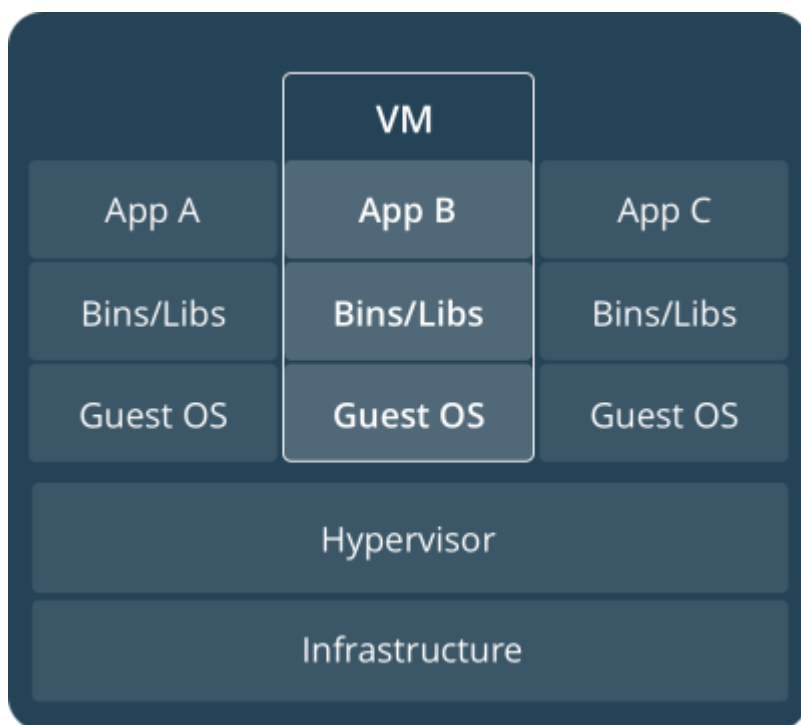 VM
App A
App B
App C
Bins/Libs
Bins/Libs
Bins/Libs
Guest OS
Guest OS
Guest OS
Hypervisor
Infrastructure